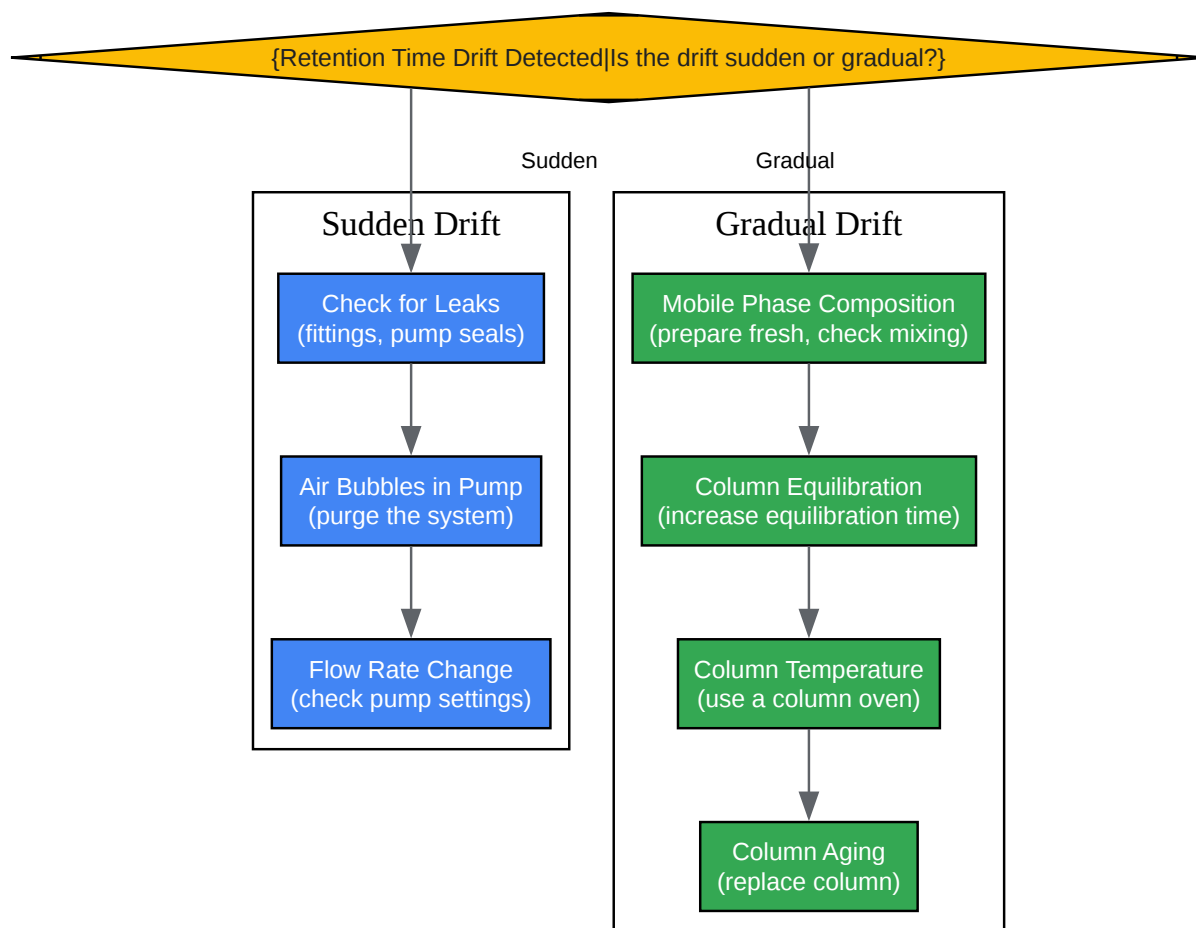 {Retention Time Drift Detected|Is the drift sudden or gradual?}
Sudden
Gradual
Sudden Drift
Check for Leaks
(fittings, pump seals)
Air Bubbles in Pump
(purge the system)
Flow Rate Change
(check pump settings)
Gradual Drift
Mobile Phase Composition
(prepare fresh, check mixing)
Column Equilibration
(increase equilibration time)
Column Temperature
(use a column oven)
Column Aging
(replace column)